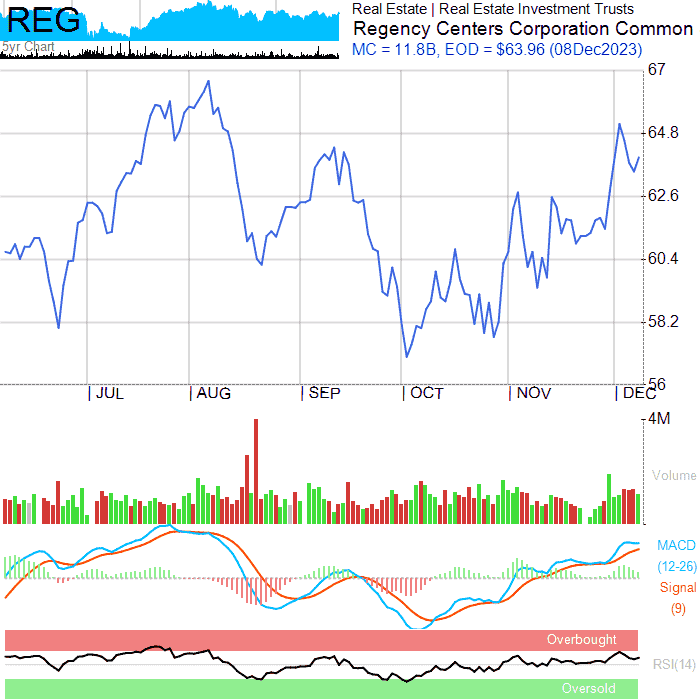 REG
5yr Chart
Real Estate | Real Estate Investment Trusts
Regency Centers Corporation Common
MC = 11.8B, EOD = $63.96 (08Dec2023)
67
64.8
62.6
60.4
58.2
56
JUL AUG SEP OCT NOV DEC
4M
Volume
MACD
(12-26)
Signal
(9)
Overbought
RSI(14)
Oversold